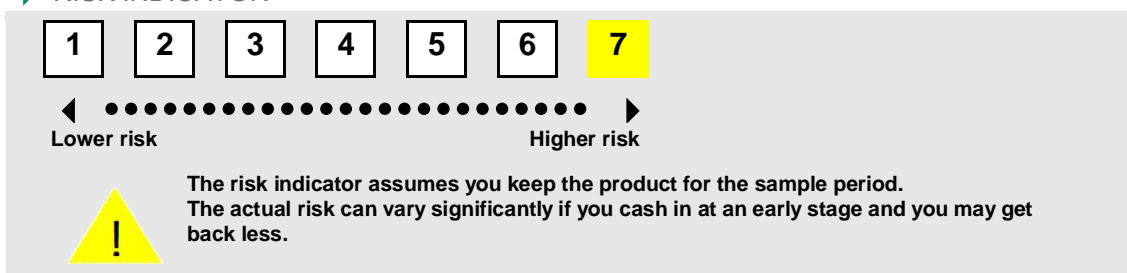 RISK INDICATOR
1 2 3 4 5 6 7
Lower risk Higher risk
The risk indicator assumes you keep the product for the sample period.
The actual risk can vary significantly if you cash in at an early stage and you may get
back less.
!